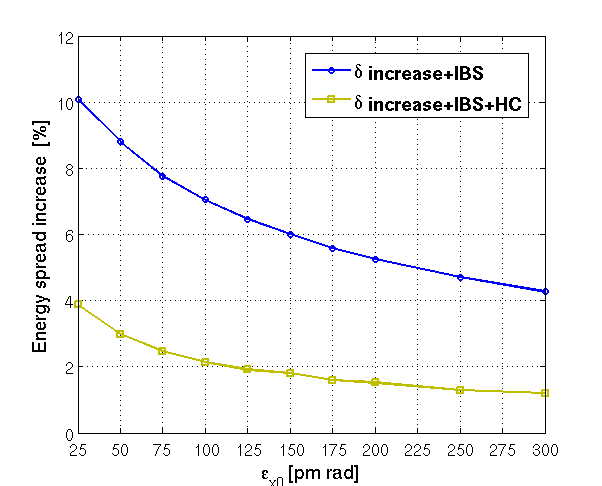 12
10
8
6
4
2
0
Energy spread increase [%]
δ increase+IBS
δ increase+IBS+HC
25 50 75 100 125 150 175 200 225 250 275 300
εx0 [pm rad]